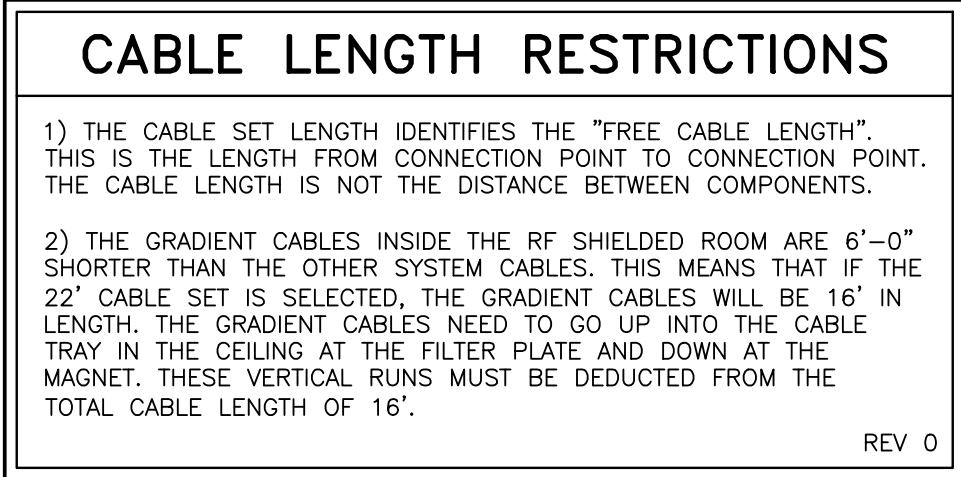 CABLE LENGTH RESTRICTIONS
1) THE CABLE SET LENGTH IDENTIFIES THE "FREE CABLE LENGTH".
THIS IS THE LENGTH FROM CONNECTION POINT TO CONNECTION POINT.
THE CABLE LENGTH IS NOT THE DISTANCE BETWEEN COMPONENTS.
2) THE GRADIENT CABLES INSIDE THE RF SHIELDED ROOM ARE 6'-0"
SHORTER THAN THE OTHER SYSTEM CABLES. THIS MEANS THAT IF THE
22' CABLE SET IS SELECTED, THE GRADIENT CABLES WILL BE 16' IN
LENGTH. THE GRADIENT CABLES NEED TO GO UP INTO THE CABLE
TRAY IN THE CEILING AT THE FILTER PLATE AND DOWN AT THE
MAGNET. THESE VERTICAL RUNS MUST BE DEDUCTED FROM THE
TOTAL CABLE LENGTH OF 16'.
REV 0